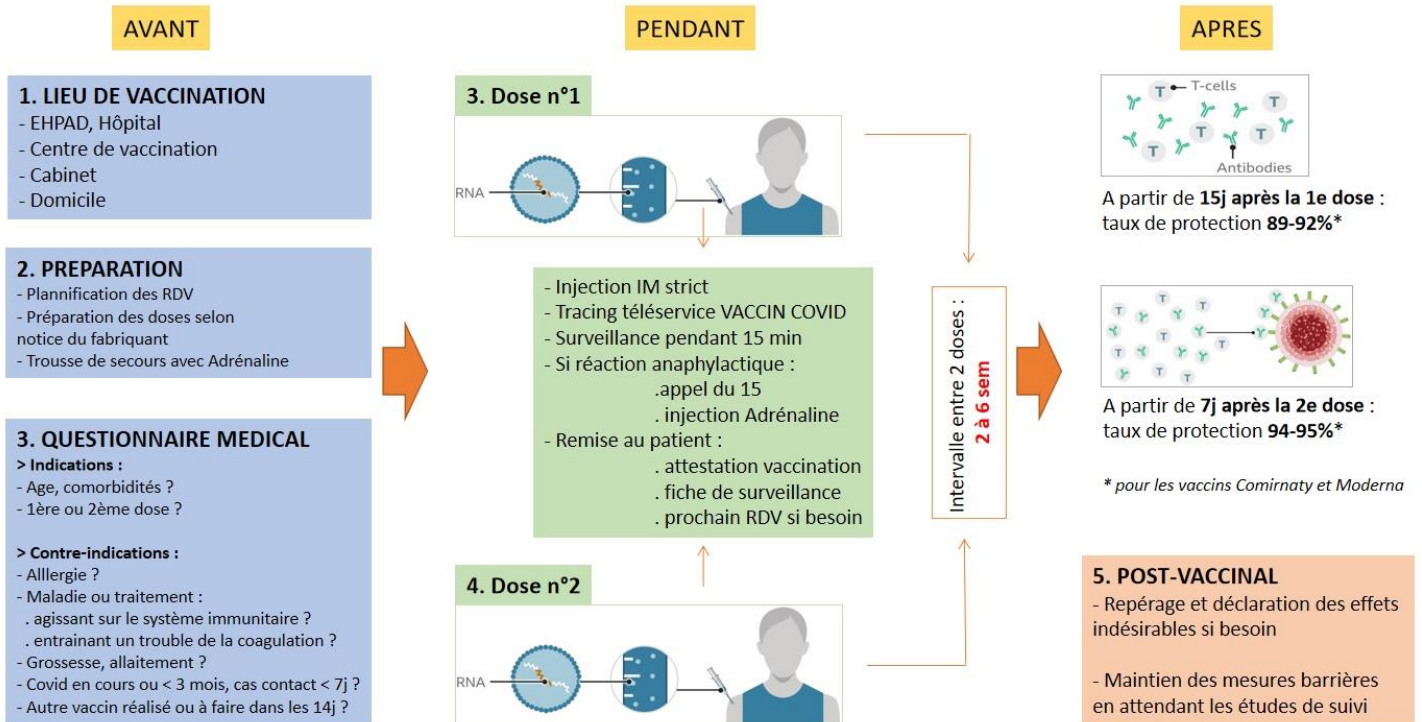 AVANT
1. LIEU DE VACCINATION
- EHPAD, Hôpital
- Centre de vaccination
- Cabinet
- Domicile
2. PREPARATION
- Plannification des RDV
- Préparation des doses selon
notice du fabriquant
- Trousse de secours avec Adrénaline
3. QUESTIONNAIRE MEDICAL
> Indications :
- Age, comorbidités ?
- 1ère ou 2ème dose ?
> Contre-indications :
- Alllergie ?
- Maladie ou traitement :
. agissant sur le système immunitaire ?
. entrainant un trouble de la coagulation ?
- Grossesse, allaitement ?
- Covid en cours ou < 3 mois, cas contact < 7j ?
- Autre vaccin réalisé ou à faire dans les 14j ?
PENDANT
3. Dose n°1
RNA
- Injection IM strict
- Tracing téléservice VACCIN COVID
- Surveillance pendant 15 min
- Si réaction anaphylactique :
.appel du 15
. injection Adrénaline
- Remise au patient :
. attestation vaccination
. fiche de surveillance
. prochain RDV si besoin
4. Dose n°2
RNA
Intervalle entre 2 doses :
2 à 6 sem
APRES
T-cells
T
T
T
T
T
Antibodies
A partir de 15j après la 1e dose :
taux de protection 89-92%*
T
T
T
T
T
T
T
T
A partir de 7j après la 2e dose :
taux de protection 94-95%*
* pour les vaccins Comirnaty et Moderna
5. POST-VACCINAL
- Repérage et déclaration des effets
indésirables si besoin
- Maintien des mesures barrières
en attendant les études de suivi